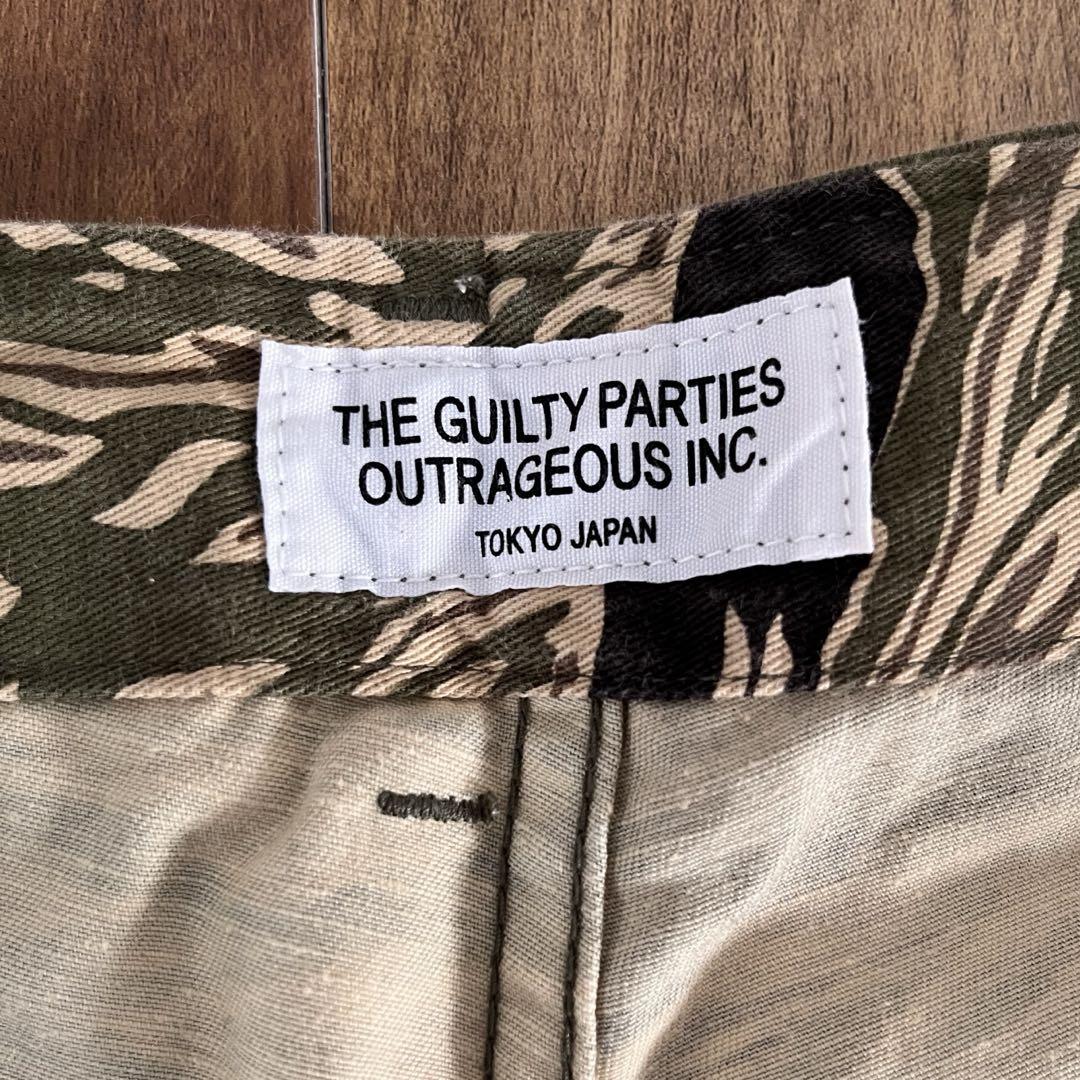 THE GUILTY PARTIES
OUTRAGEOUS INC.
TOKYO JAPAN